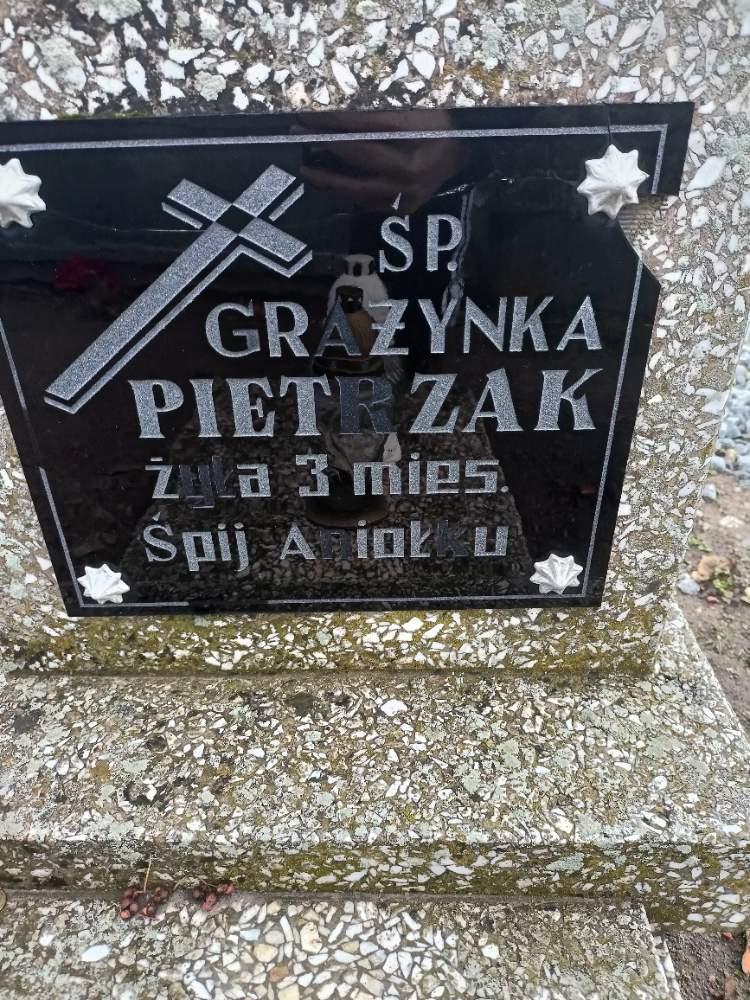 ŚP.
GRAŻYNKA
PIETRZAK
żyła 3 mies.
Śpij Aniołku